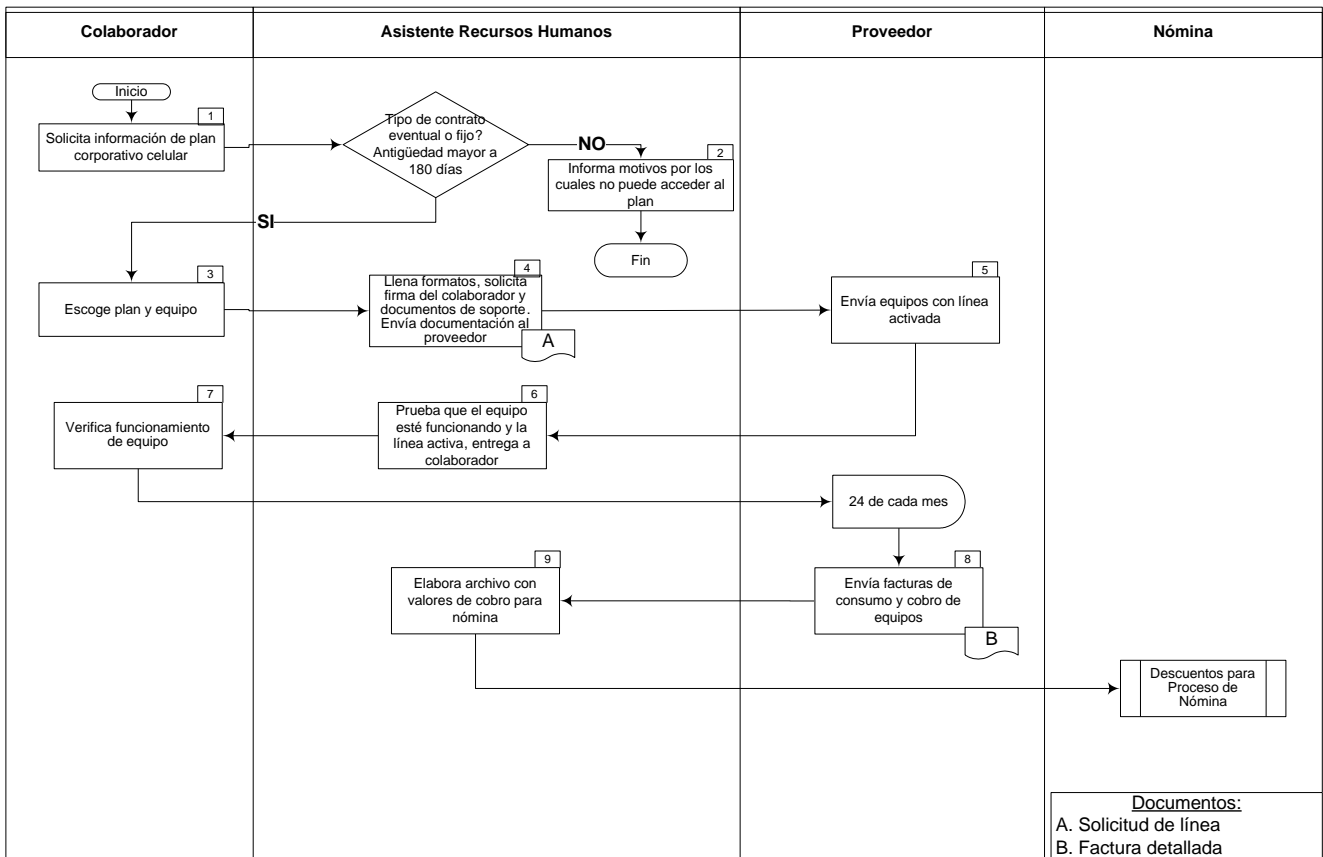 Colaborador
Asistente Recursos Humanos
Proveedor
Nómina
Inicio
1
Solicita información de plan
corporativo celular
Tipo de contrato
eventual o fijo?
Antigüedad mayor a
180 días
NO
2
Informa motivos por los
cuales no puede acceder al
plan
SI
Fin
3
Escoge plan y equipo
4
Llena formatos, solicita
firma del colaborador y
documentos de soporte.
Envía documentación al
proveedor
A
5
Envía equipos con línea
activada
7
Verifica funcionamiento
de equipo
6
Prueba que el equipo
esté funcionando y la
línea activa, entrega a
colaborador
24 de cada mes
9
Elabora archivo con
valores de cobro para
nómina
8
Envía facturas de
consumo y cobro de
equipos
B
Descuentos para
Proceso de
Nómina
Documentos:
A. Solicitud de línea
B. Factura detallada